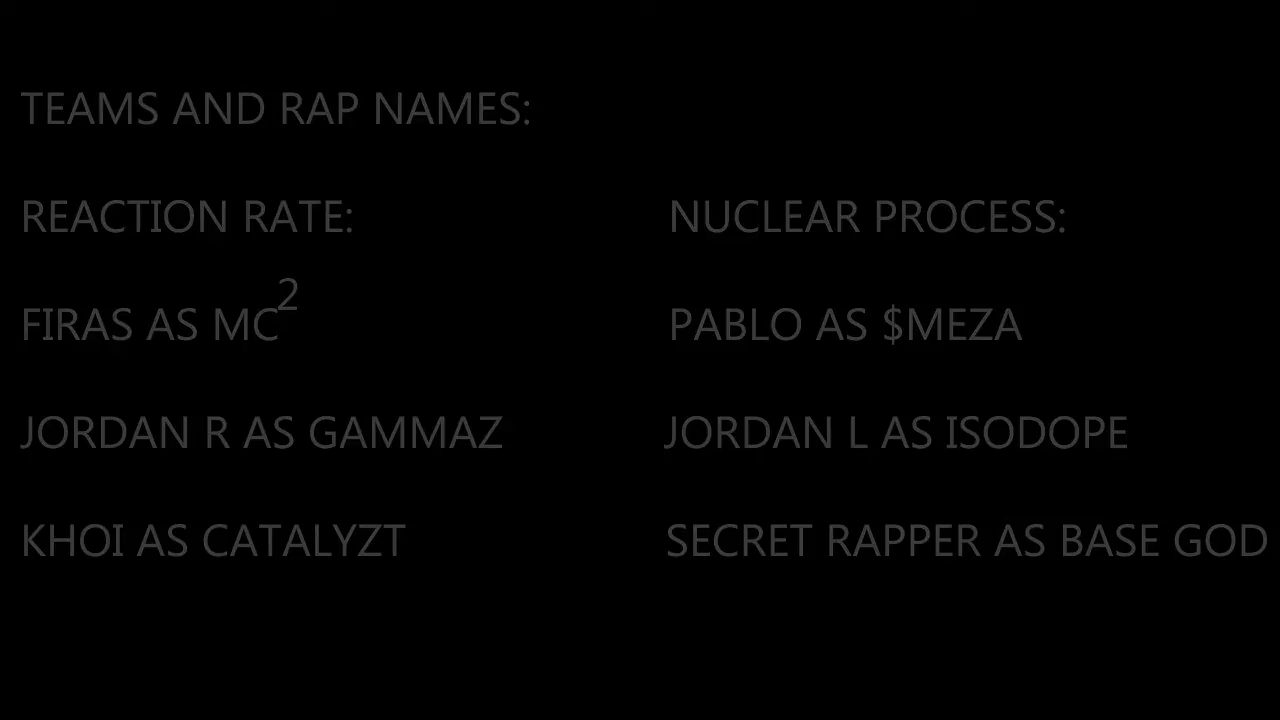 TEAMS AND RAP NAMES:
REACTION RATE:
FIRAS AS MC²
JORDAN R AS GAMMAZ
KHOI AS CATALYZT
NUCLEAR PROCESS:
PABLO AS $MEZA
JORDAN L AS ISODOPE
SECRET RAPPER AS BASE GOD